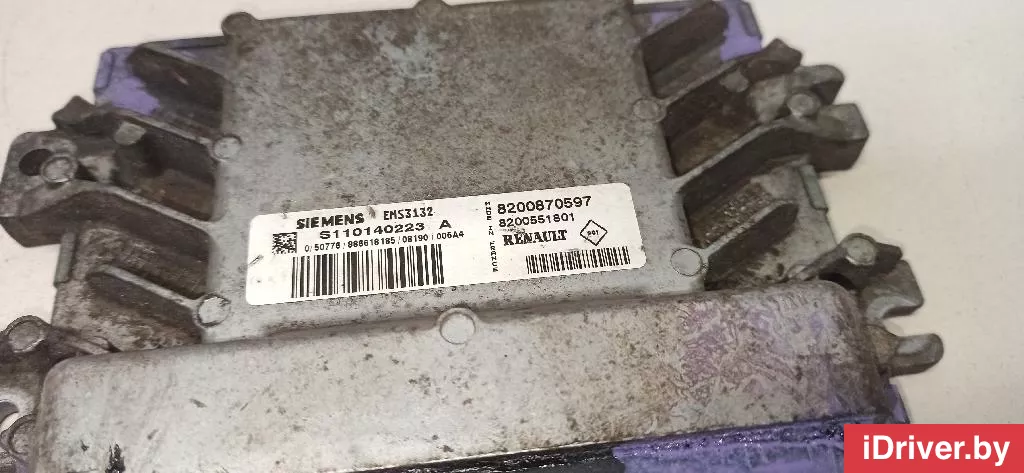 SIEMENS EMS3132
S110140223 A
8200870597
8200551801
RENAULT
iDriver.by